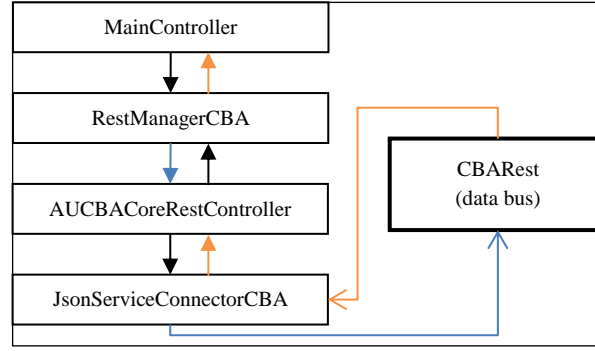 MainController
RestManagerCBA
CBARest
(data bus)
AUCBACoreRestController
JsonServiceConnectorCBA